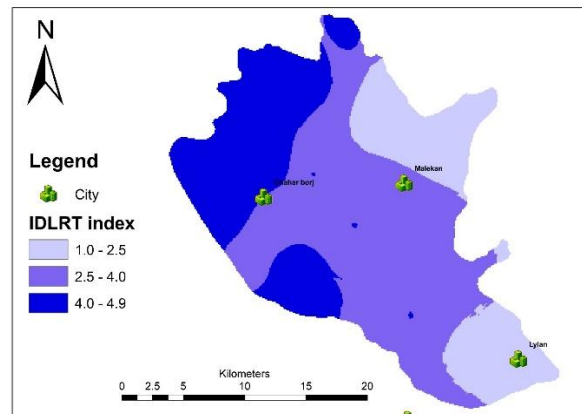 N
Legend
City
IDLRT index
1.0 - 2.5
2.5 - 4.0
4.0 - 4.9
borj
Malekan
Lylan
Kilometers
0 2.5 5 10 15 20